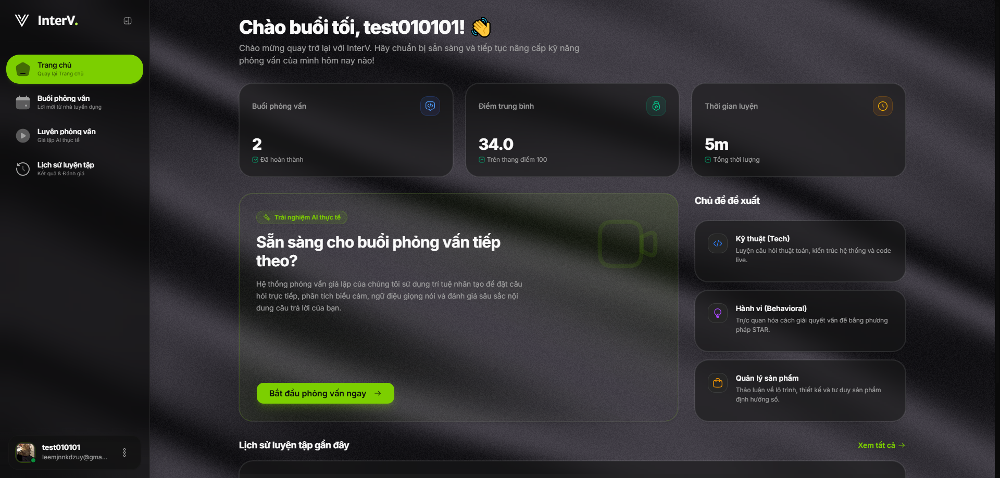 InterV.
Trang chủ
Quay lại Trang chủ
Buổi phỏng vấn
Lời mời từ nhà tuyển dụng
Luyện phỏng vấn
Giả lập AI thực tế
Lịch sử luyện tập
Kết quả & Đánh giá
test010101
leemjnnkdzuy@gma...
Chào buổi tối, test010101! 👋
Chào mừng quay trở lại với InterV. Hãy chuẩn bị sẵn sàng và tiếp tục nâng cấp kỹ năng
phỏng vấn của mình hôm nay nào!
Buổi phỏng vấn
2
Đã hoàn thành
Điểm trung bình
34.0
Trên thang điểm 100
Thời gian luyện
5m
Tổng thời lượng
Trải nghiệm AI thực tế
Sẵn sàng cho buổi phỏng vấn tiếp
theo?
Hệ thống phỏng vấn giả lập của chúng tôi sử dụng trí tuệ nhân tạo để đặt câu
hỏi trực tiếp, phân tích biểu cảm, ngữ điệu giọng nói và đánh giá sâu sắc nội
dung câu trả lời của bạn.
Bắt đầu phỏng vấn ngay
Chủ đề đề xuất
Kỹ thuật (Tech)
Luyện câu hỏi thuật toán, kiến trúc hệ thống và code
live.
Hành vi (Behavioral)
Trực quan hóa cách giải quyết vấn đề bằng phương
pháp STAR.
Quản lý sản phẩm
Thảo luận về lộ trình, thiết kế và tư duy sản phẩm
định hướng số.
Lịch sử luyện tập gần đây
Xem tất cả